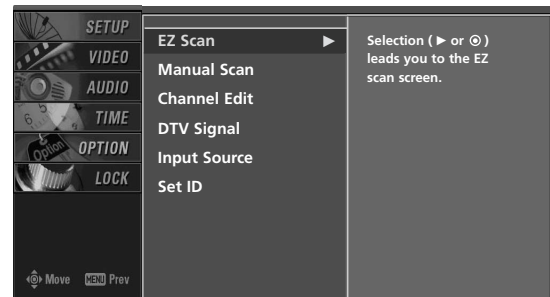 SETUP
VIDEO
AUDIO
TIME
OPTION
LOCK
Move MENU Prev
EZ Scan ►
Manual Scan
Channel Edit
DTV Signal
Input Source
Set ID
Selection ( ► or ◉ )
leads you to the EZ
scan screen.